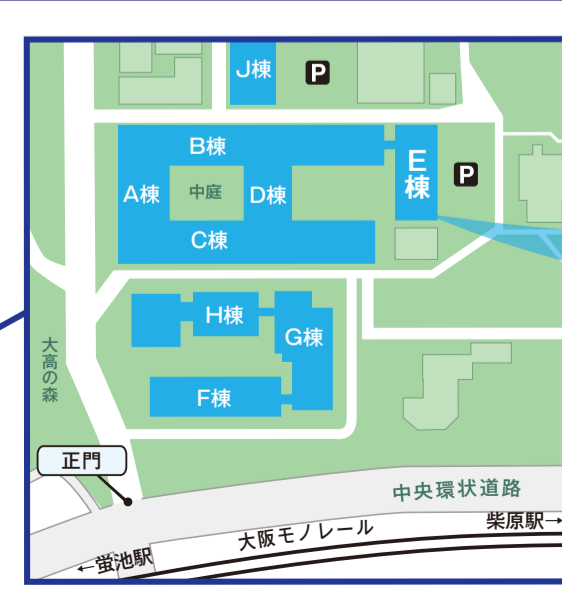 J棟
P
B棟
E棟
P
A棟
中庭
D棟
C棟
H棟
G棟
大高の森
F棟
正門
中央環状道路
柴原駅→
大阪モノレール
←蛍池駅